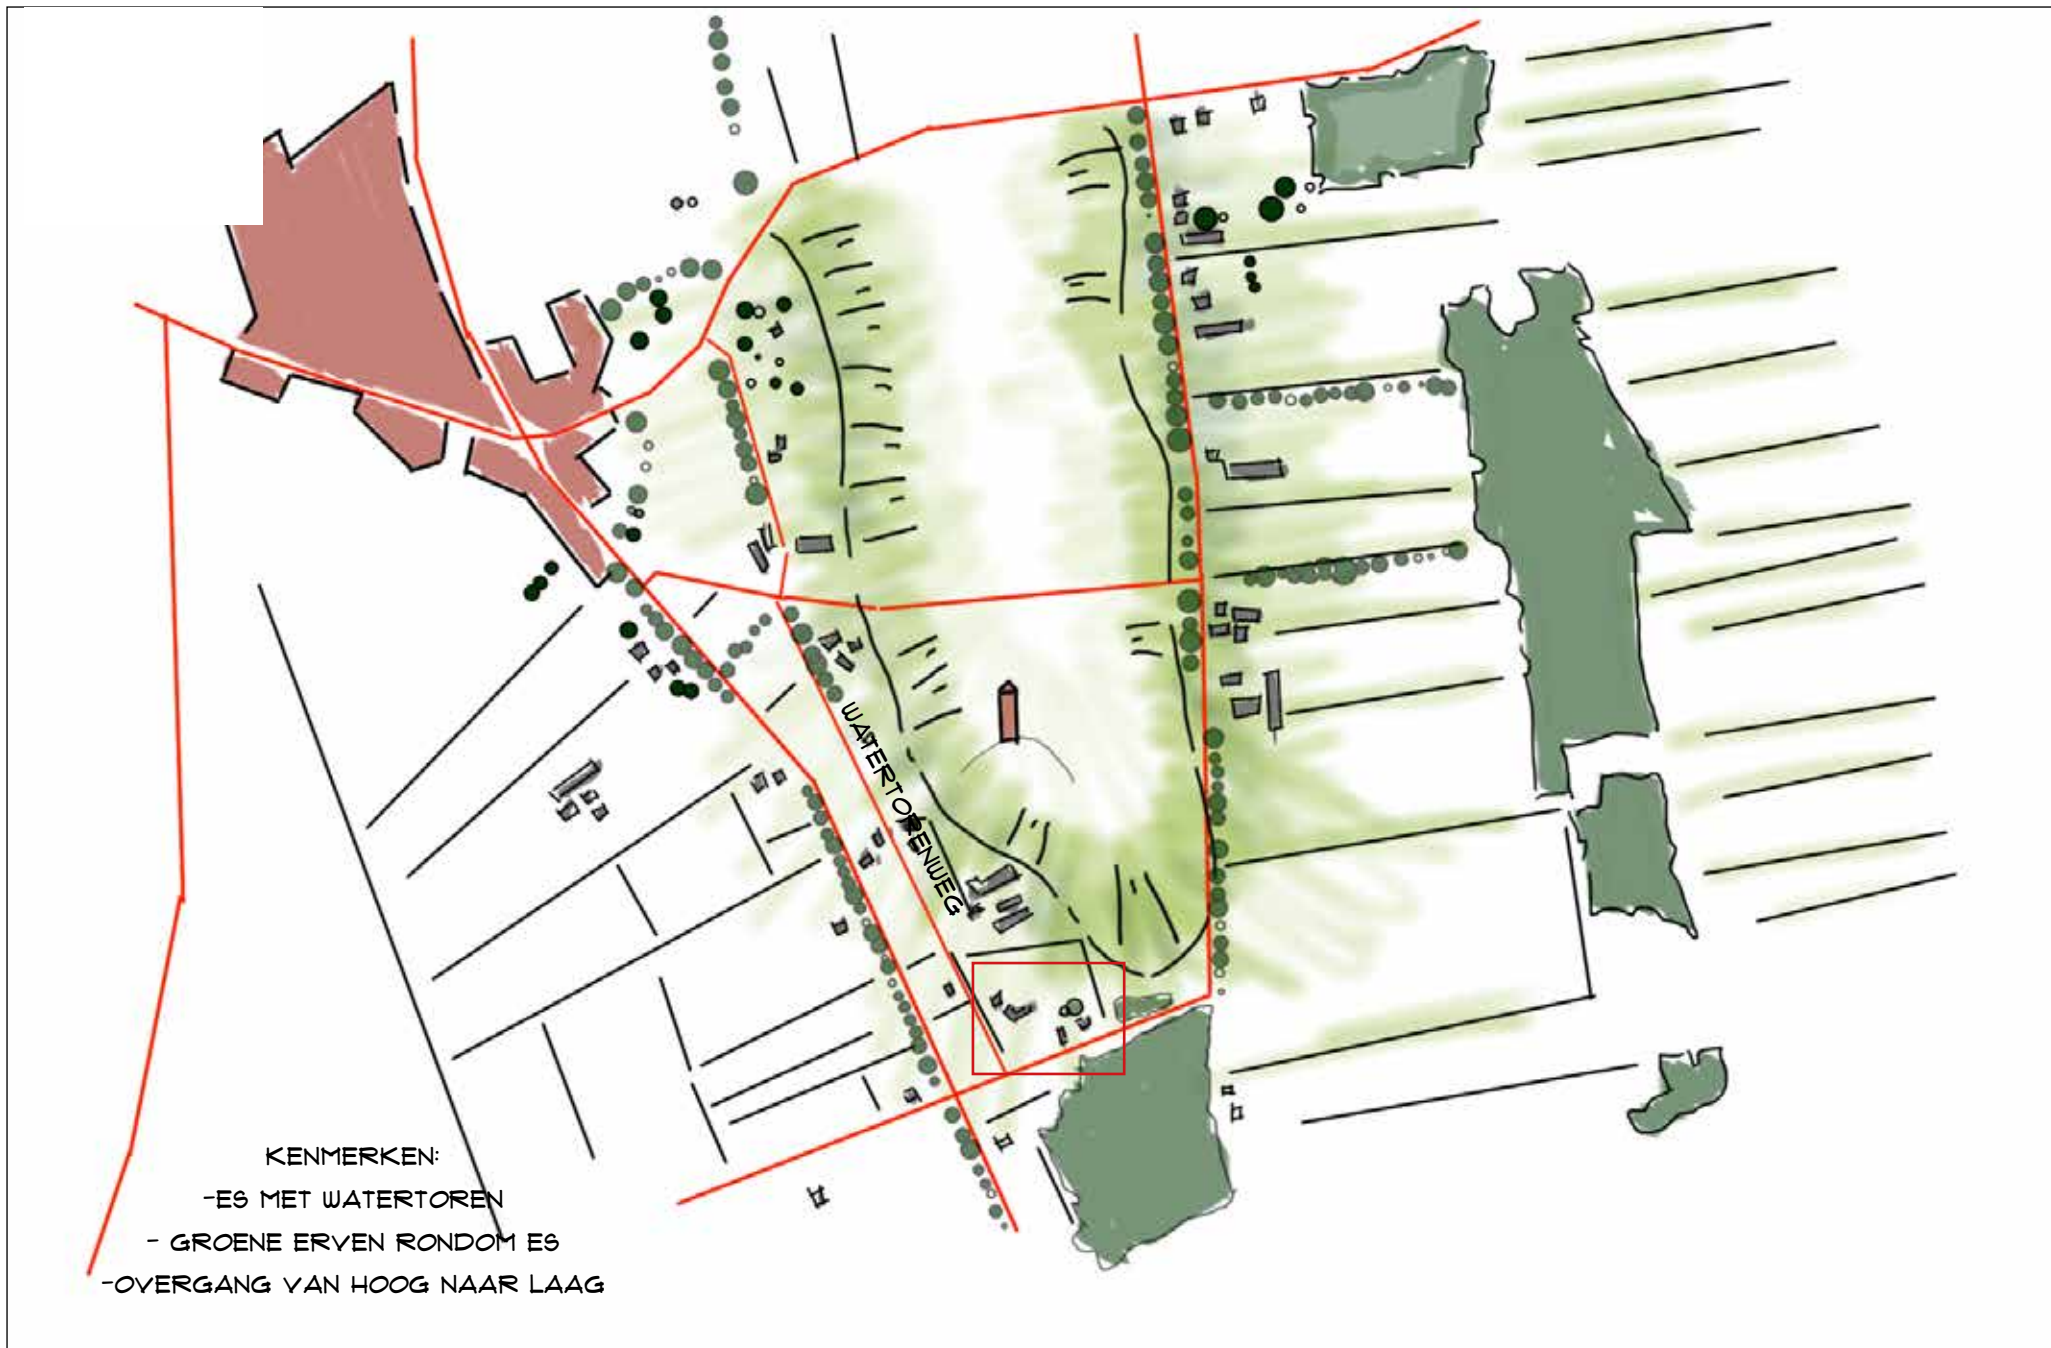 WATERTORENWEG
KENMERKEN:
-ES MET WATERTOREN
- GROENE ERVEN RONDOM ES
-OVERGANG VAN HOOG NAAR LAAG